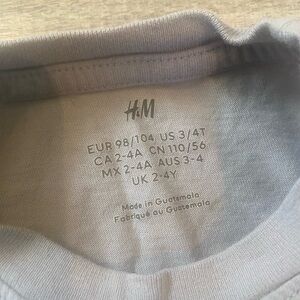 H&M
EUR 98/104 US 3/4T
CA 2-4A CN 110/56
MX 2-4A AUS 3-4
UK 2-4Y
Made in Guatemala
Fabriqué au Guatemala